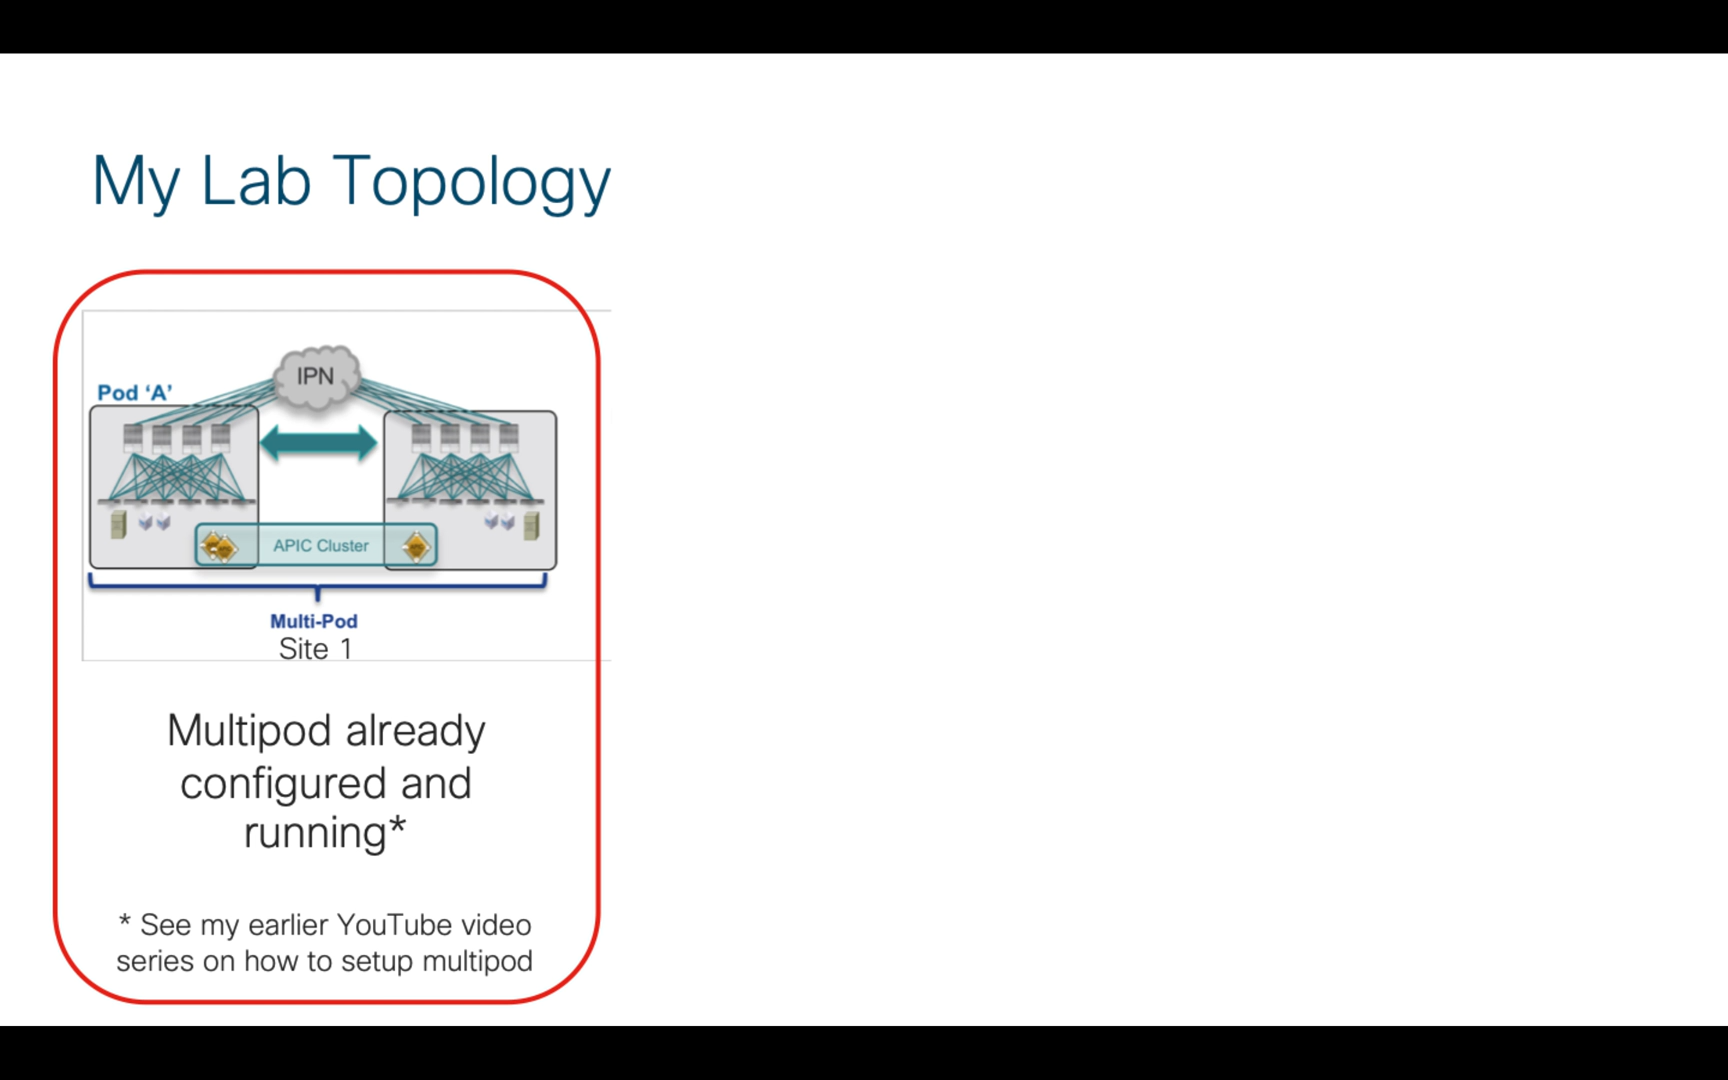 My Lab Topology
IPN
Pod ‘A’
APIC Cluster
Multi-Pod
Site 1
Multipod already
configured and
running*
* See my earlier YouTube video
series on how to setup multipod